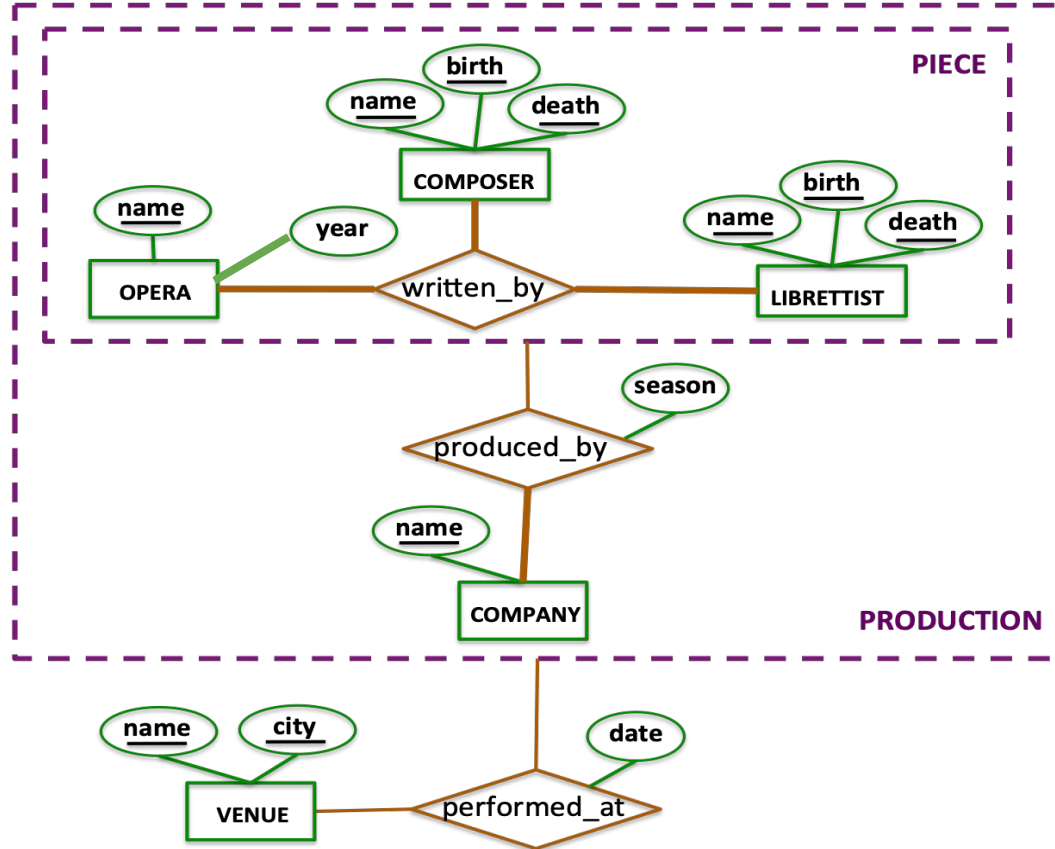 PIECE
birth
name
death
COMPOSER
birth
name
year
name
death
OPERA
written_by
LIBRETTIST
season
produced_by
name
COMPANY
PRODUCTION
name
city
date
VENUE
performed_at